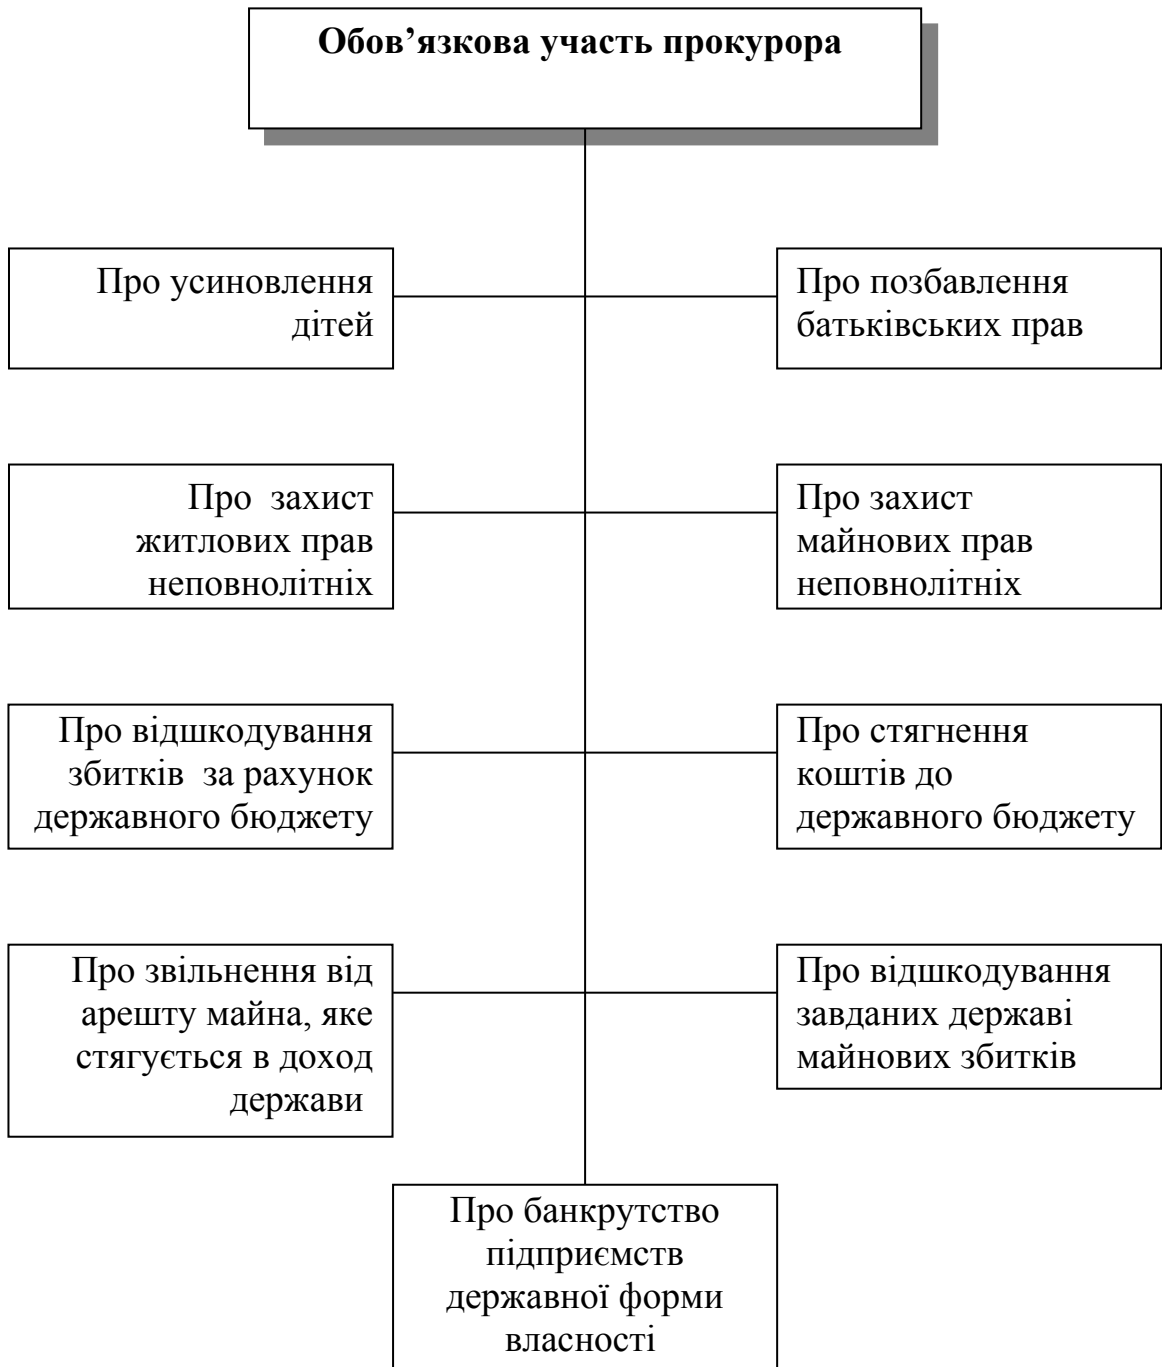 Обов’язкова участь прокурора
Про усиновлення
дітей
Про позбавлення
батьківських прав
Про захист
житлових прав
неповнолітніх
Про захист
майнових прав
неповнолітніх
Про відшкодування
збитків за рахунок
державного бюджету
Про стягнення
коштів до
державного бюджету
Про звільнення від
арешту майна, яке
стягується в доход
держави
Про відшкодування
завданих державі
майнових збитків
Про банкрутство
підприємств
державної форми
власності